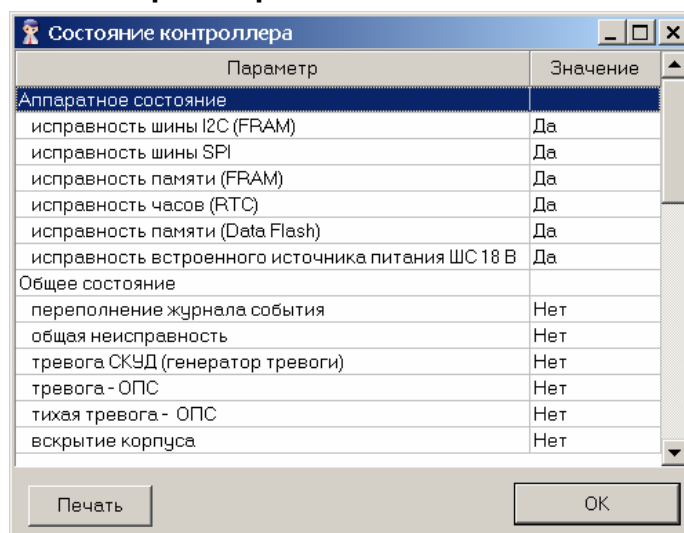 Состояние контроллера
Параметр Значение
Аппаратное состояние
исправность шины I2C (FRAM) Да
исправность шины SPI Да
исправность памяти (FRAM) Да
исправность часов (RTC) Да
исправность памяти (Data Flash) Да
исправность встроенного источника питания ШС 18 В Да
Общее состояние
переполнение журнала события Нет
общая неисправность Нет
тревога СКУД (генератор тревоги) Нет
тревога - ОПС Нет
тихая тревога - ОПС Нет
вскрытие корпуса Нет
Печать OK